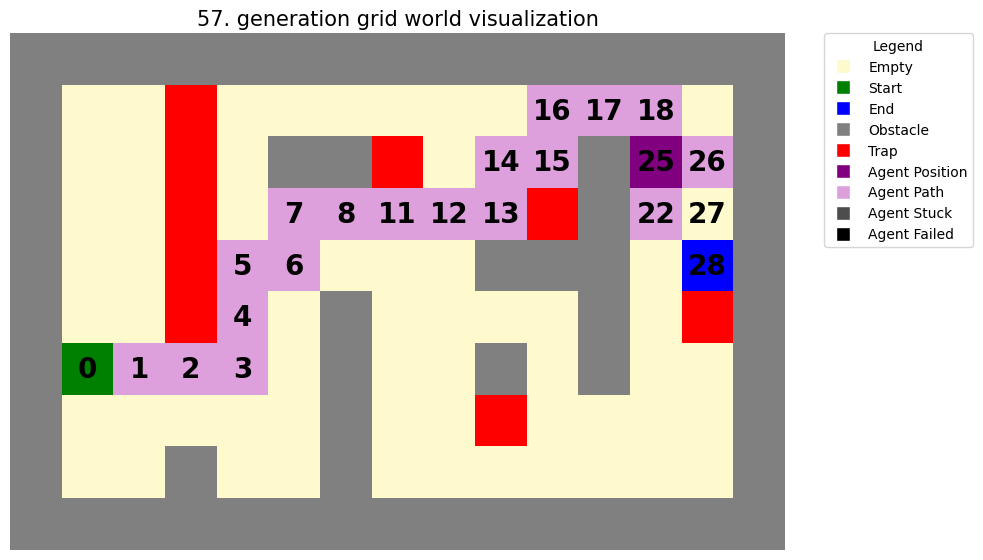 57. generation grid world visualization
16 17 18
14 15 25 26
7 8 11 12 13 22 27
5 6 28
4
0 1 2 3
Legend
Empty
Start
End
Obstacle
Trap
Agent Position
Agent Path
Agent Stuck
Agent Failed